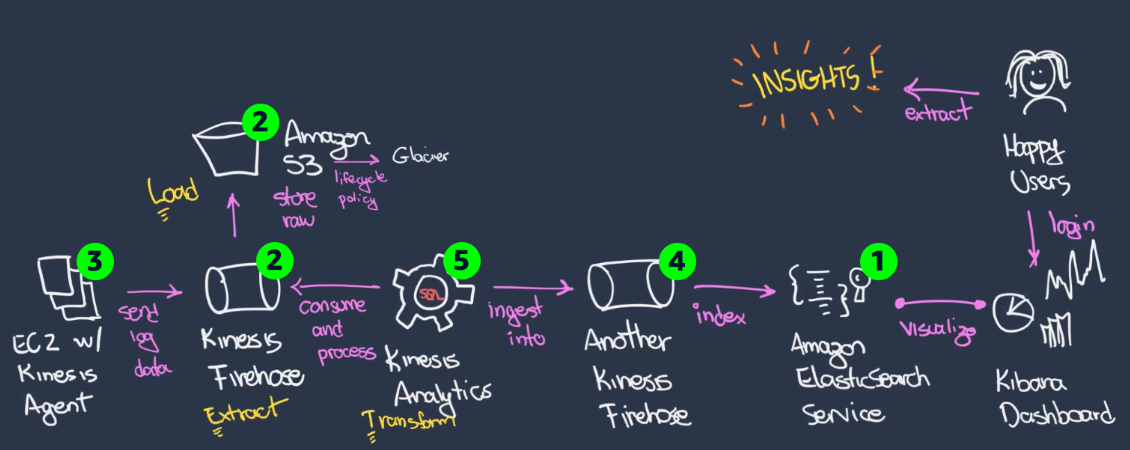 INSIGHTS!
extract
Happy
Users
login
2
Amazon
S3
Glacier
lifecycle
policy
store
raw
Load
3
EC2 w/
Kinesis
Agent
send
log
data
2
Kinesis
Firehose
Extract
consume
and
process
5
SQL
Kinesis
Analytics
Transform
ingest
into
4
Another
Kinesis
Firehose
index
1
Amazon
ElasticSearch
Service
visualize
Kibana
Dashboard